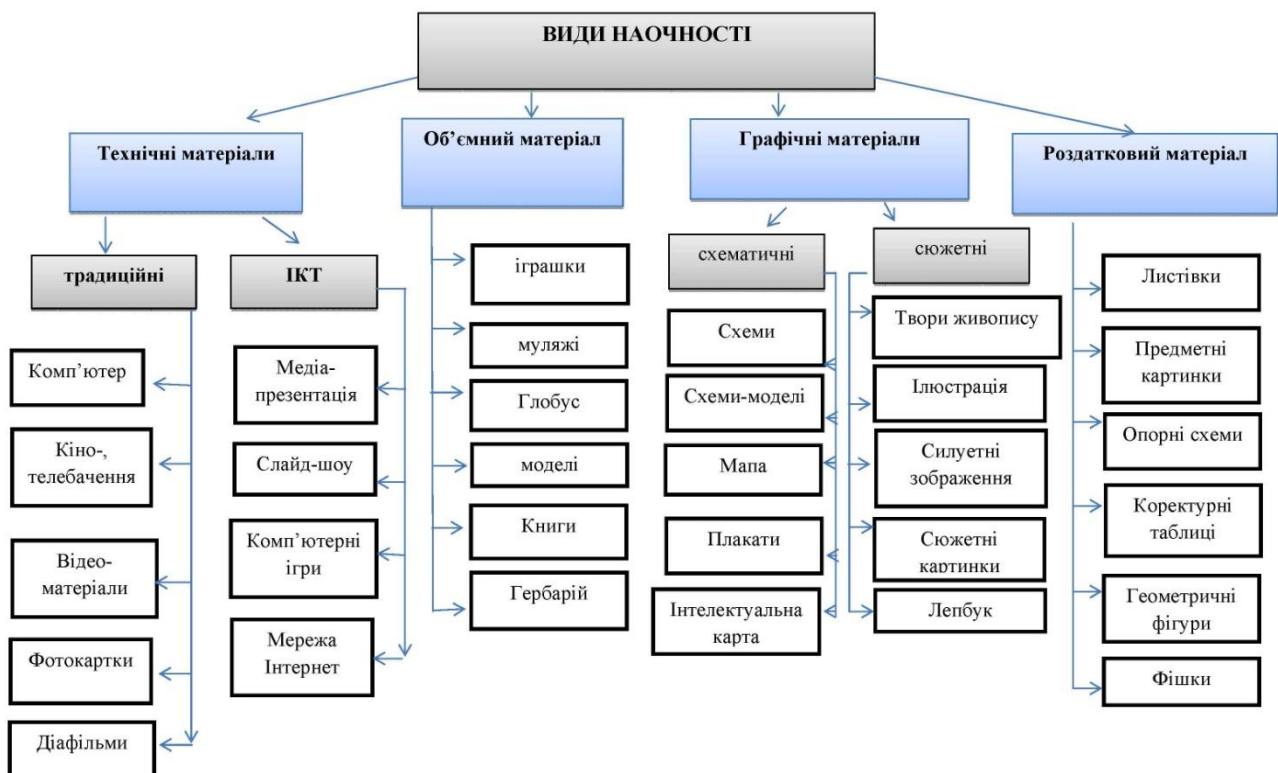 ВИДИ НАОЧНОСТІ
Технічні матеріали
Об’ємний матеріал
Графічні матеріали
Роздатковий матеріал
традиційні
Комп’ютер
Кіно-,
телебачення
Відео-
матеріали
Фотокартки
Діафільми
ІКТ
Медіа-
презентація
Слайд-шоу
Комп’ютерні
ігри
Мережа
Інтернет
іграшки
муляжі
Глобус
моделі
Книги
Гербарій
схематичні
Схеми
Схеми-моделі
Мапа
Плакати
Інтелектуальна
карта
сюжетні
Твори живопису
Ілюстрація
Силуетні
зображення
Сюжетні
картинки
Лепбук
Листівки
Предметні
картинки
Опорні схеми
Коректурні
таблиці
Геометричні
фігури
Фішки